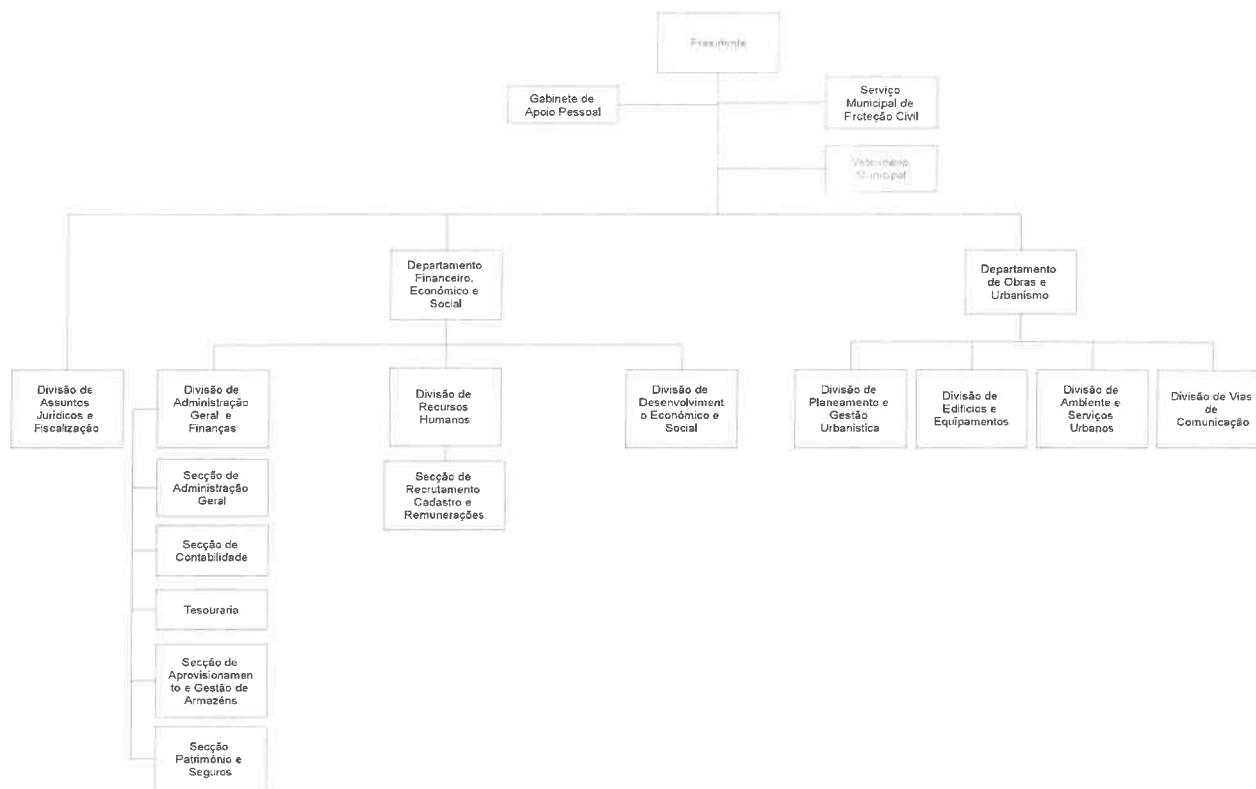 Presidente
Gabinete de
Apoio Pessoal
Serviço
Municipal de
Proteção Civil
Veterinário
Municipal
Departamento
Financeiro,
Económico e
Social
Departamento
de Obras e
Urbanismo
Divisão de
Assuntos
Jurídicos e
Fiscalização
Divisão de
Administração
Geral e
Finanças
Divisão de
Recursos
Humanos
Divisão de
Desenvolviment
o Económico e
Social
Divisão de
Planeamento e
Gestão
Urbanística
Divisão de
Edifícios e
Equipamentos
Divisão de
Ambiente e
Serviços
Urbanos
Divisão de Vias
de
Comunicação
Secção de
Administração
Geral
Secção de
Recrutamento
Cadastro e
Remunerações
Secção de
Contabilidade
Tesouraria
Secção de
Aprovisionamen
to e Gestão de
Armazéns
Secção
Património e
Seguros